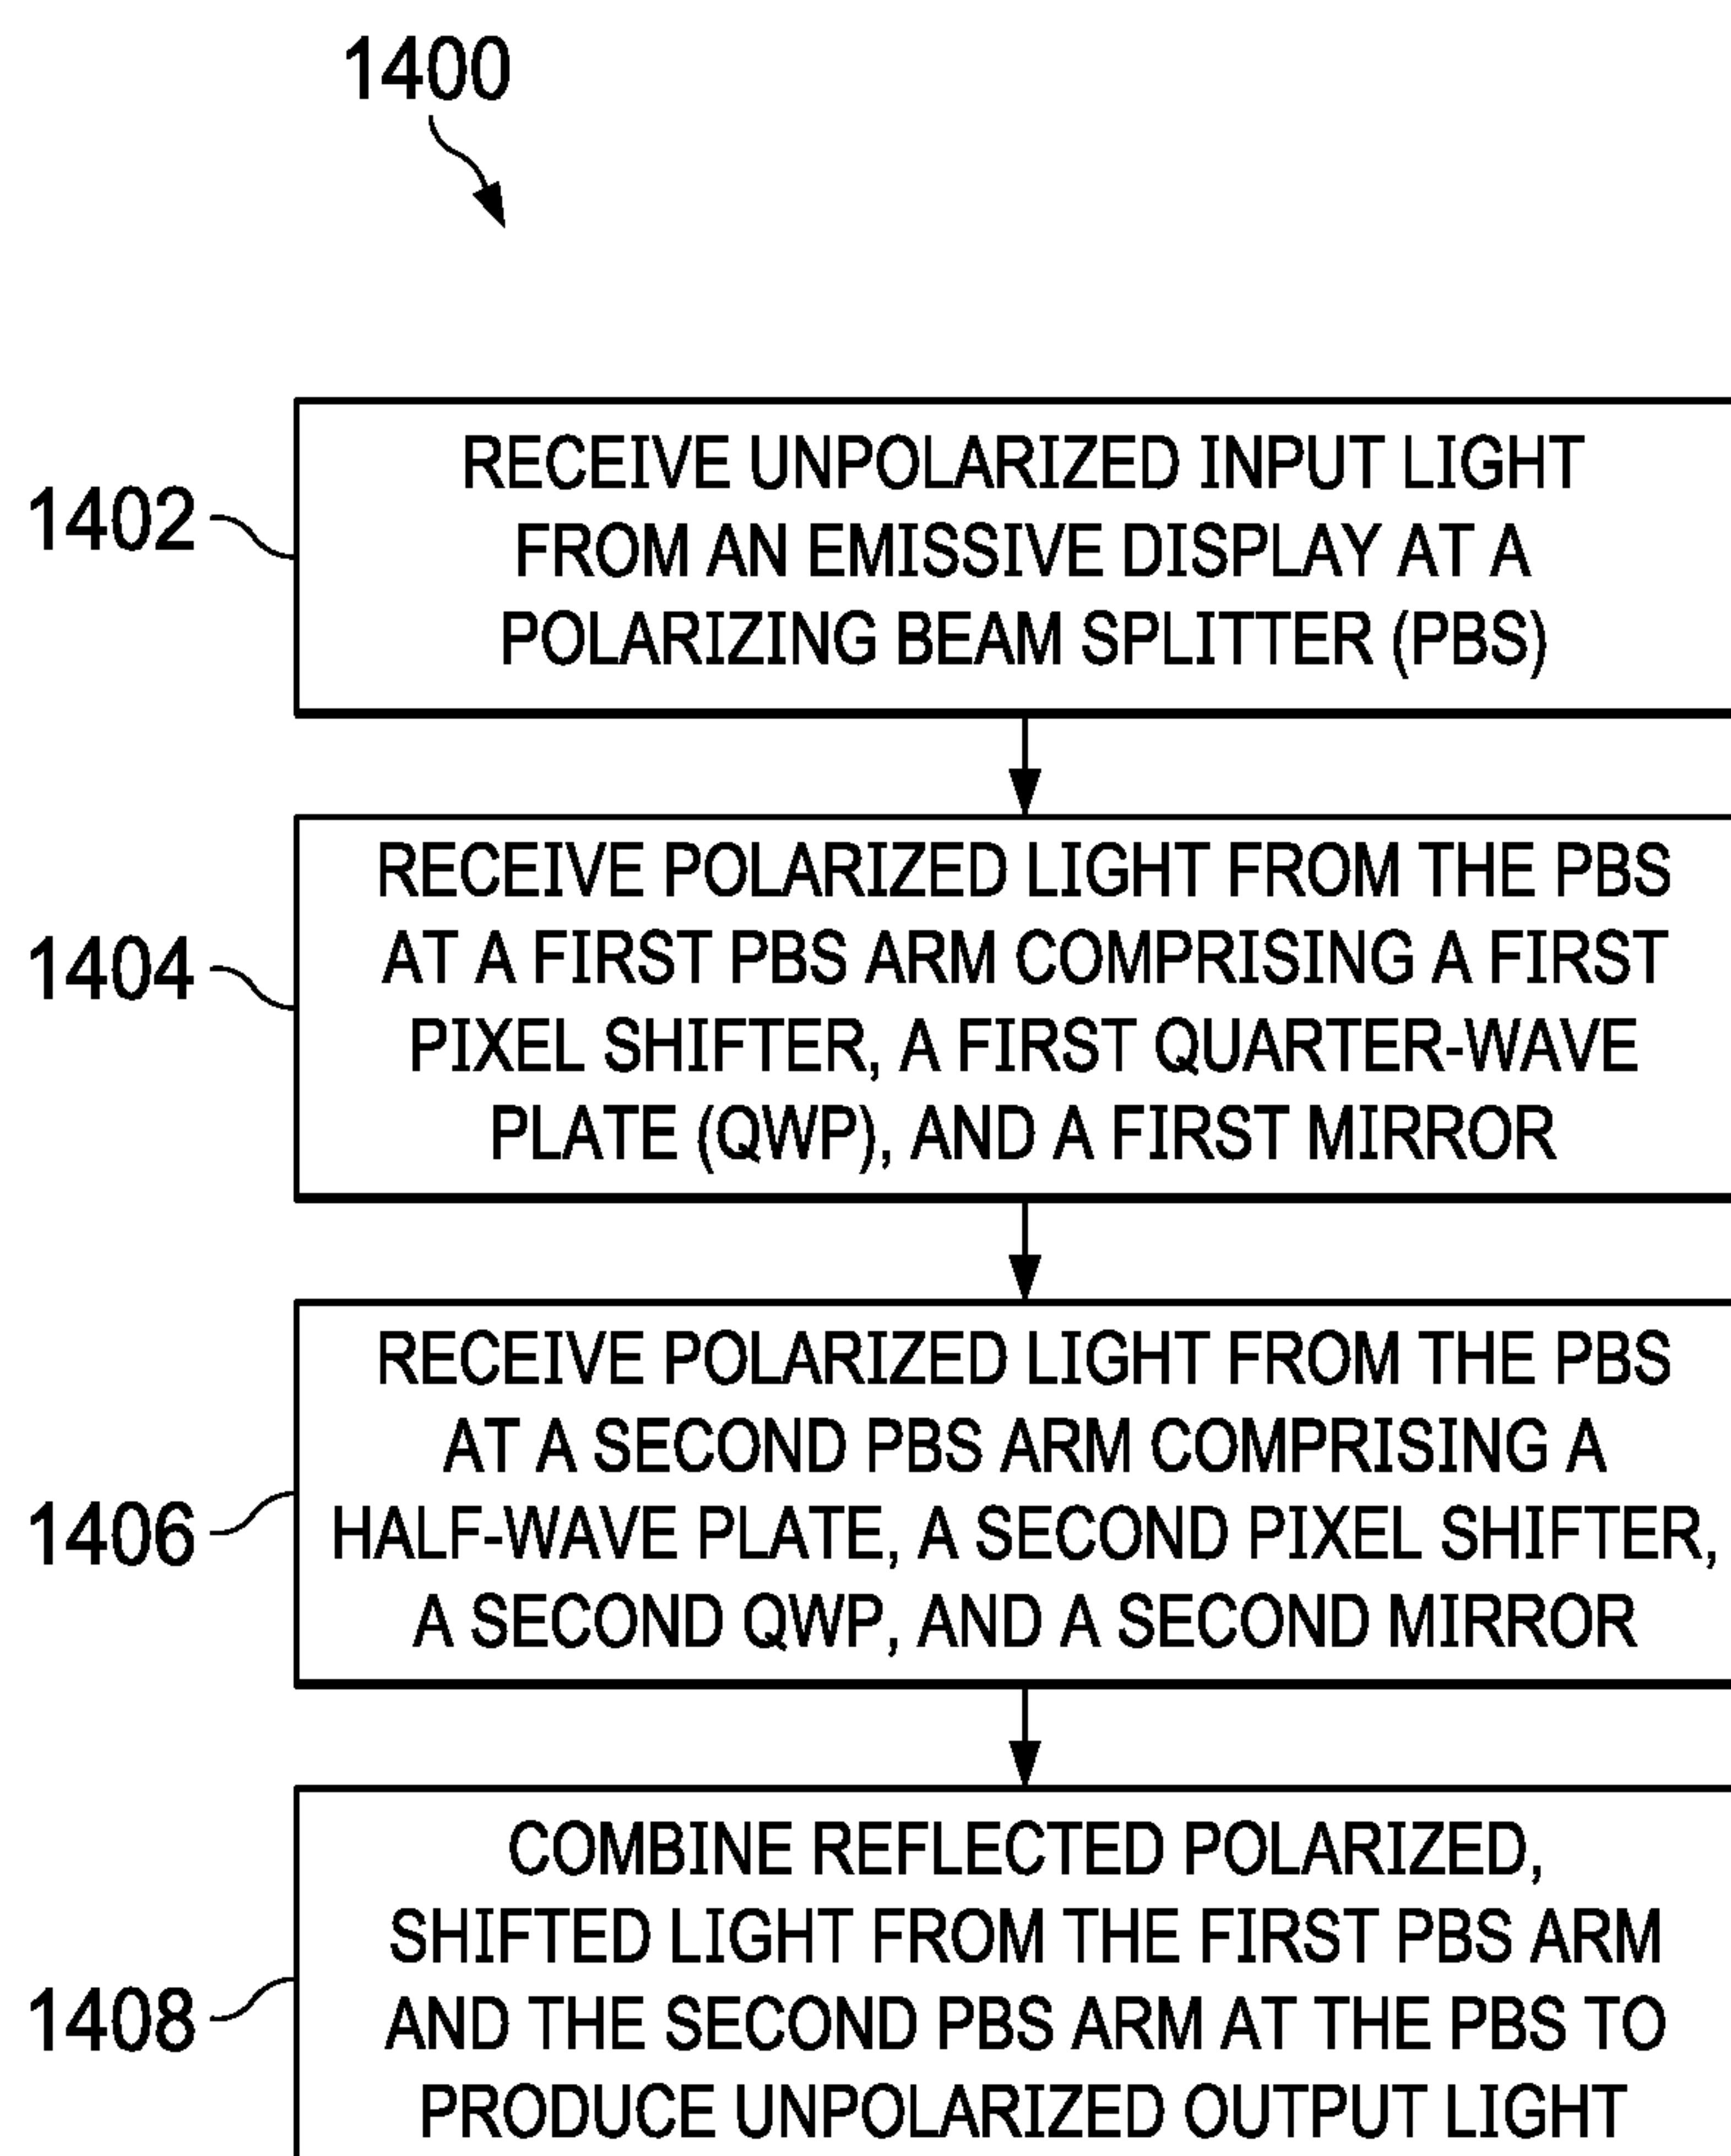 1400
1402
RECEIVE UNPOLARIZED INPUT LIGHT
FROM AN EMISSIVE DISPLAY AT A
POLARIZING BEAM SPLITTER (PBS)
1404
RECEIVE POLARIZED LIGHT FROM THE PBS
AT A FIRST PBS ARM COMPRISING A FIRST
PIXEL SHIFTER, A FIRST QUARTER-WAVE
PLATE (QWP), AND A FIRST MIRROR
1406
RECEIVE POLARIZED LIGHT FROM THE PBS
AT A SECOND PBS ARM COMPRISING A
HALF-WAVE PLATE, A SECOND PIXEL SHIFTER,
A SECOND QWP, AND A SECOND MIRROR
1408
COMBINE REFLECTED POLARIZED,
SHIFTED LIGHT FROM THE FIRST PBS ARM
AND THE SECOND PBS ARM AT THE PBS TO
PRODUCE UNPOLARIZED OUTPUT LIGHT